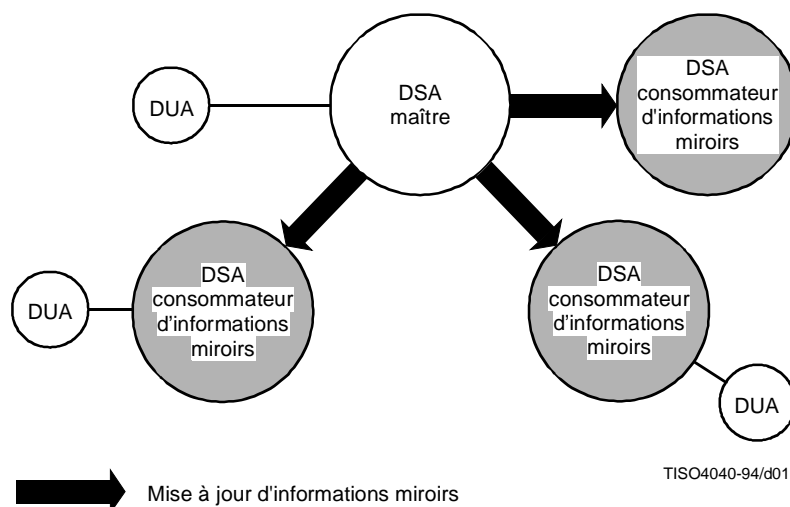 DUA
DSA
maître
DSA
consommateur
d'informations
miroirs
DUA
DSA
consommateur
d'informations
miroirs
DSA
consommateur
d'informations
miroirs
DUA
TISO4040-94/d01
Mise à jour d'informations miroirs